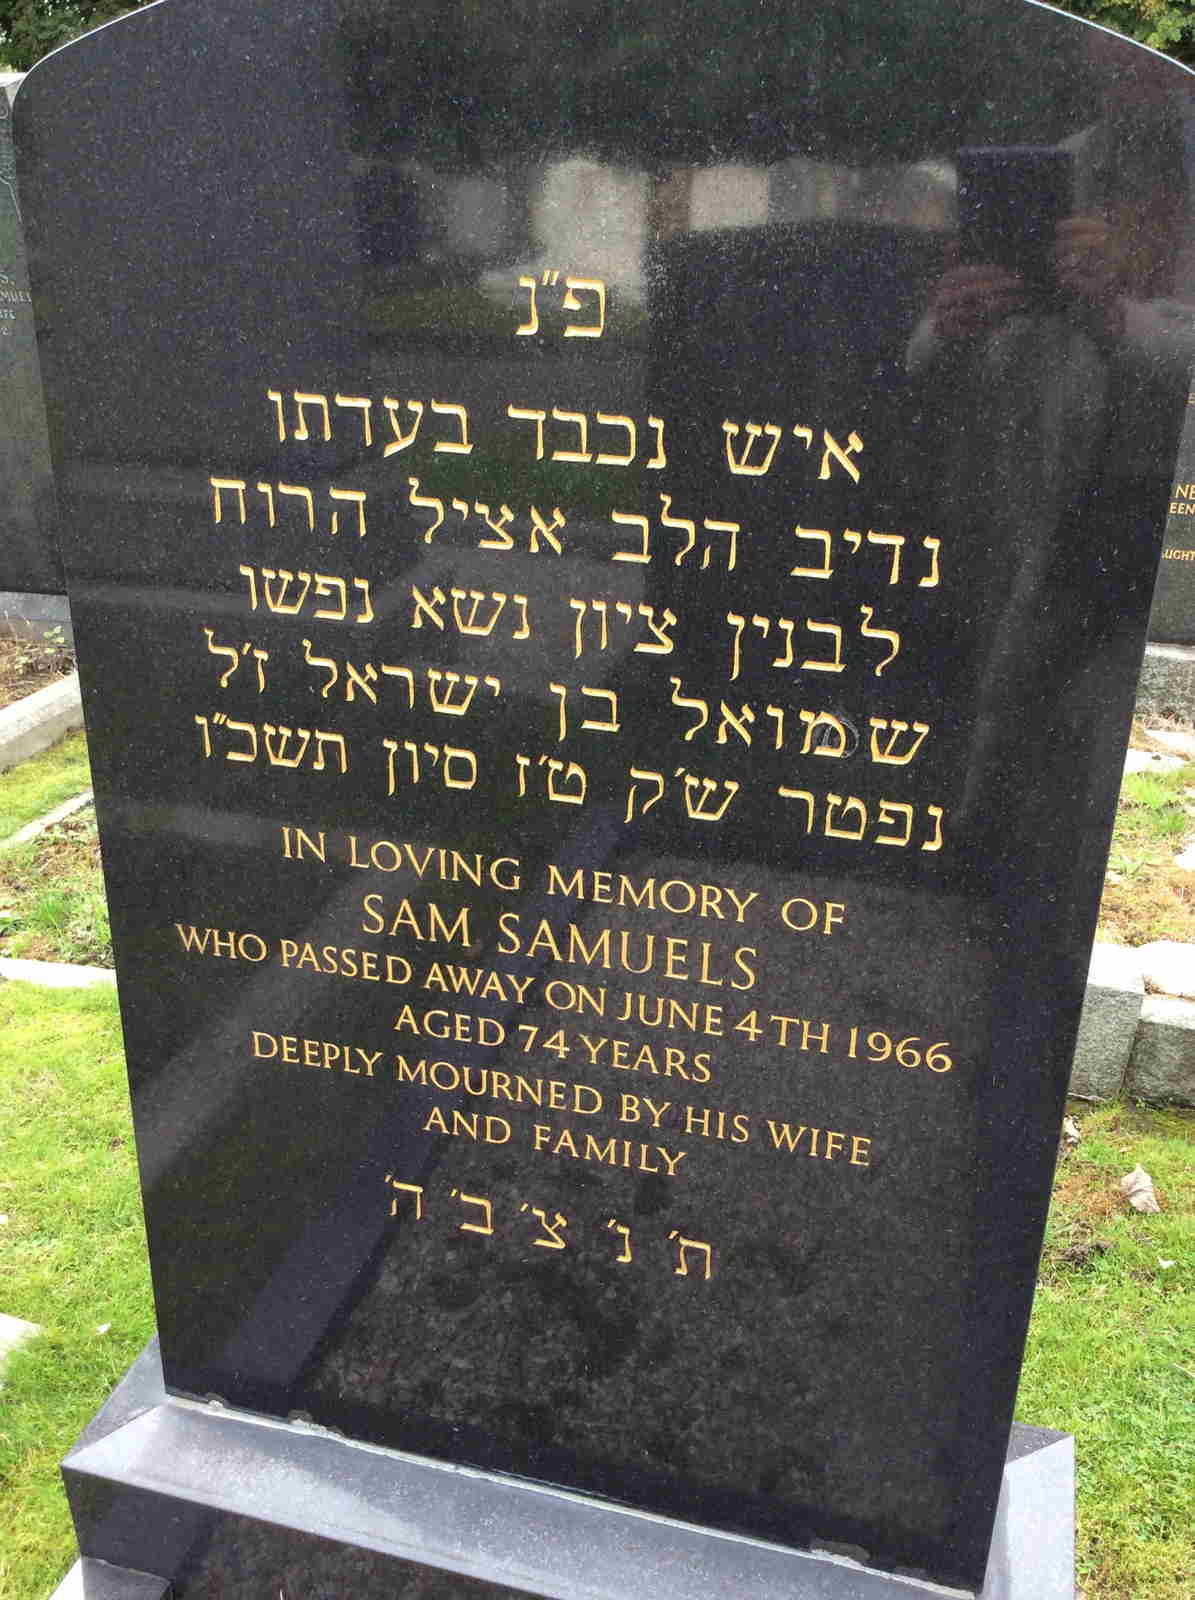 פ"נ
איש נכבד בעדתו
נדיב הלב אציל הרוח
לבנין ציון נשא נפשו
שמואל בן ישראל ז'ל
נפטר ש'ק ט'ז סיון תשכ"ו
IN LOVING MEMORY OF
SAM SAMUELS
WHO PASSED AWAY ON JUNE 4TH 1966
AGED 74 YEARS
DEEPLY MOURNED BY HIS WIFE
AND FAMILY
ת' נ' צ' ב' ה'